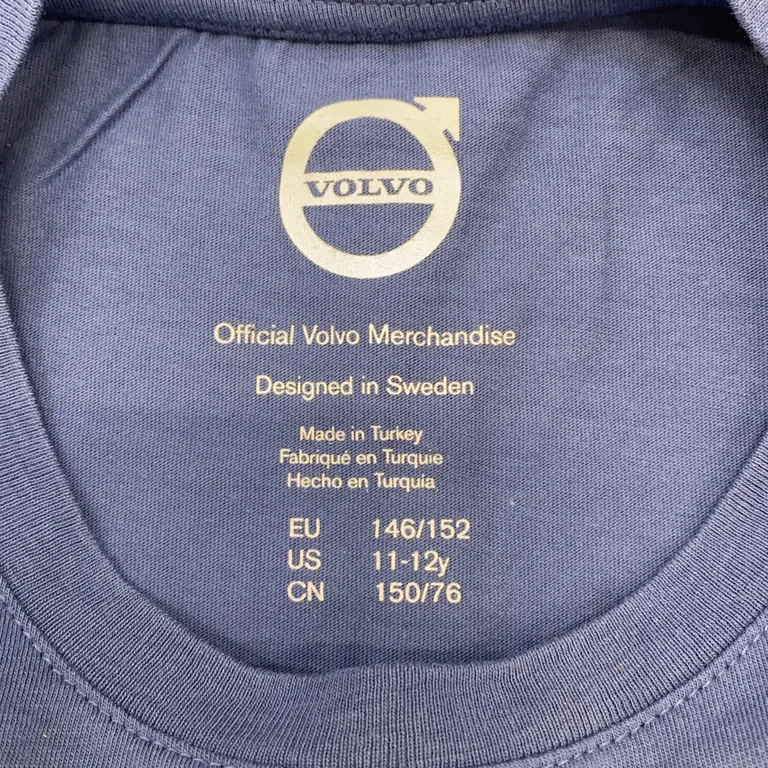 VOLVO
Official Volvo Merchandise
Designed in Sweden
Made in Turkey
Fabriqué en Turquie
Hecho en Turquía
EU 146/152
US 11-12y
CN 150/76